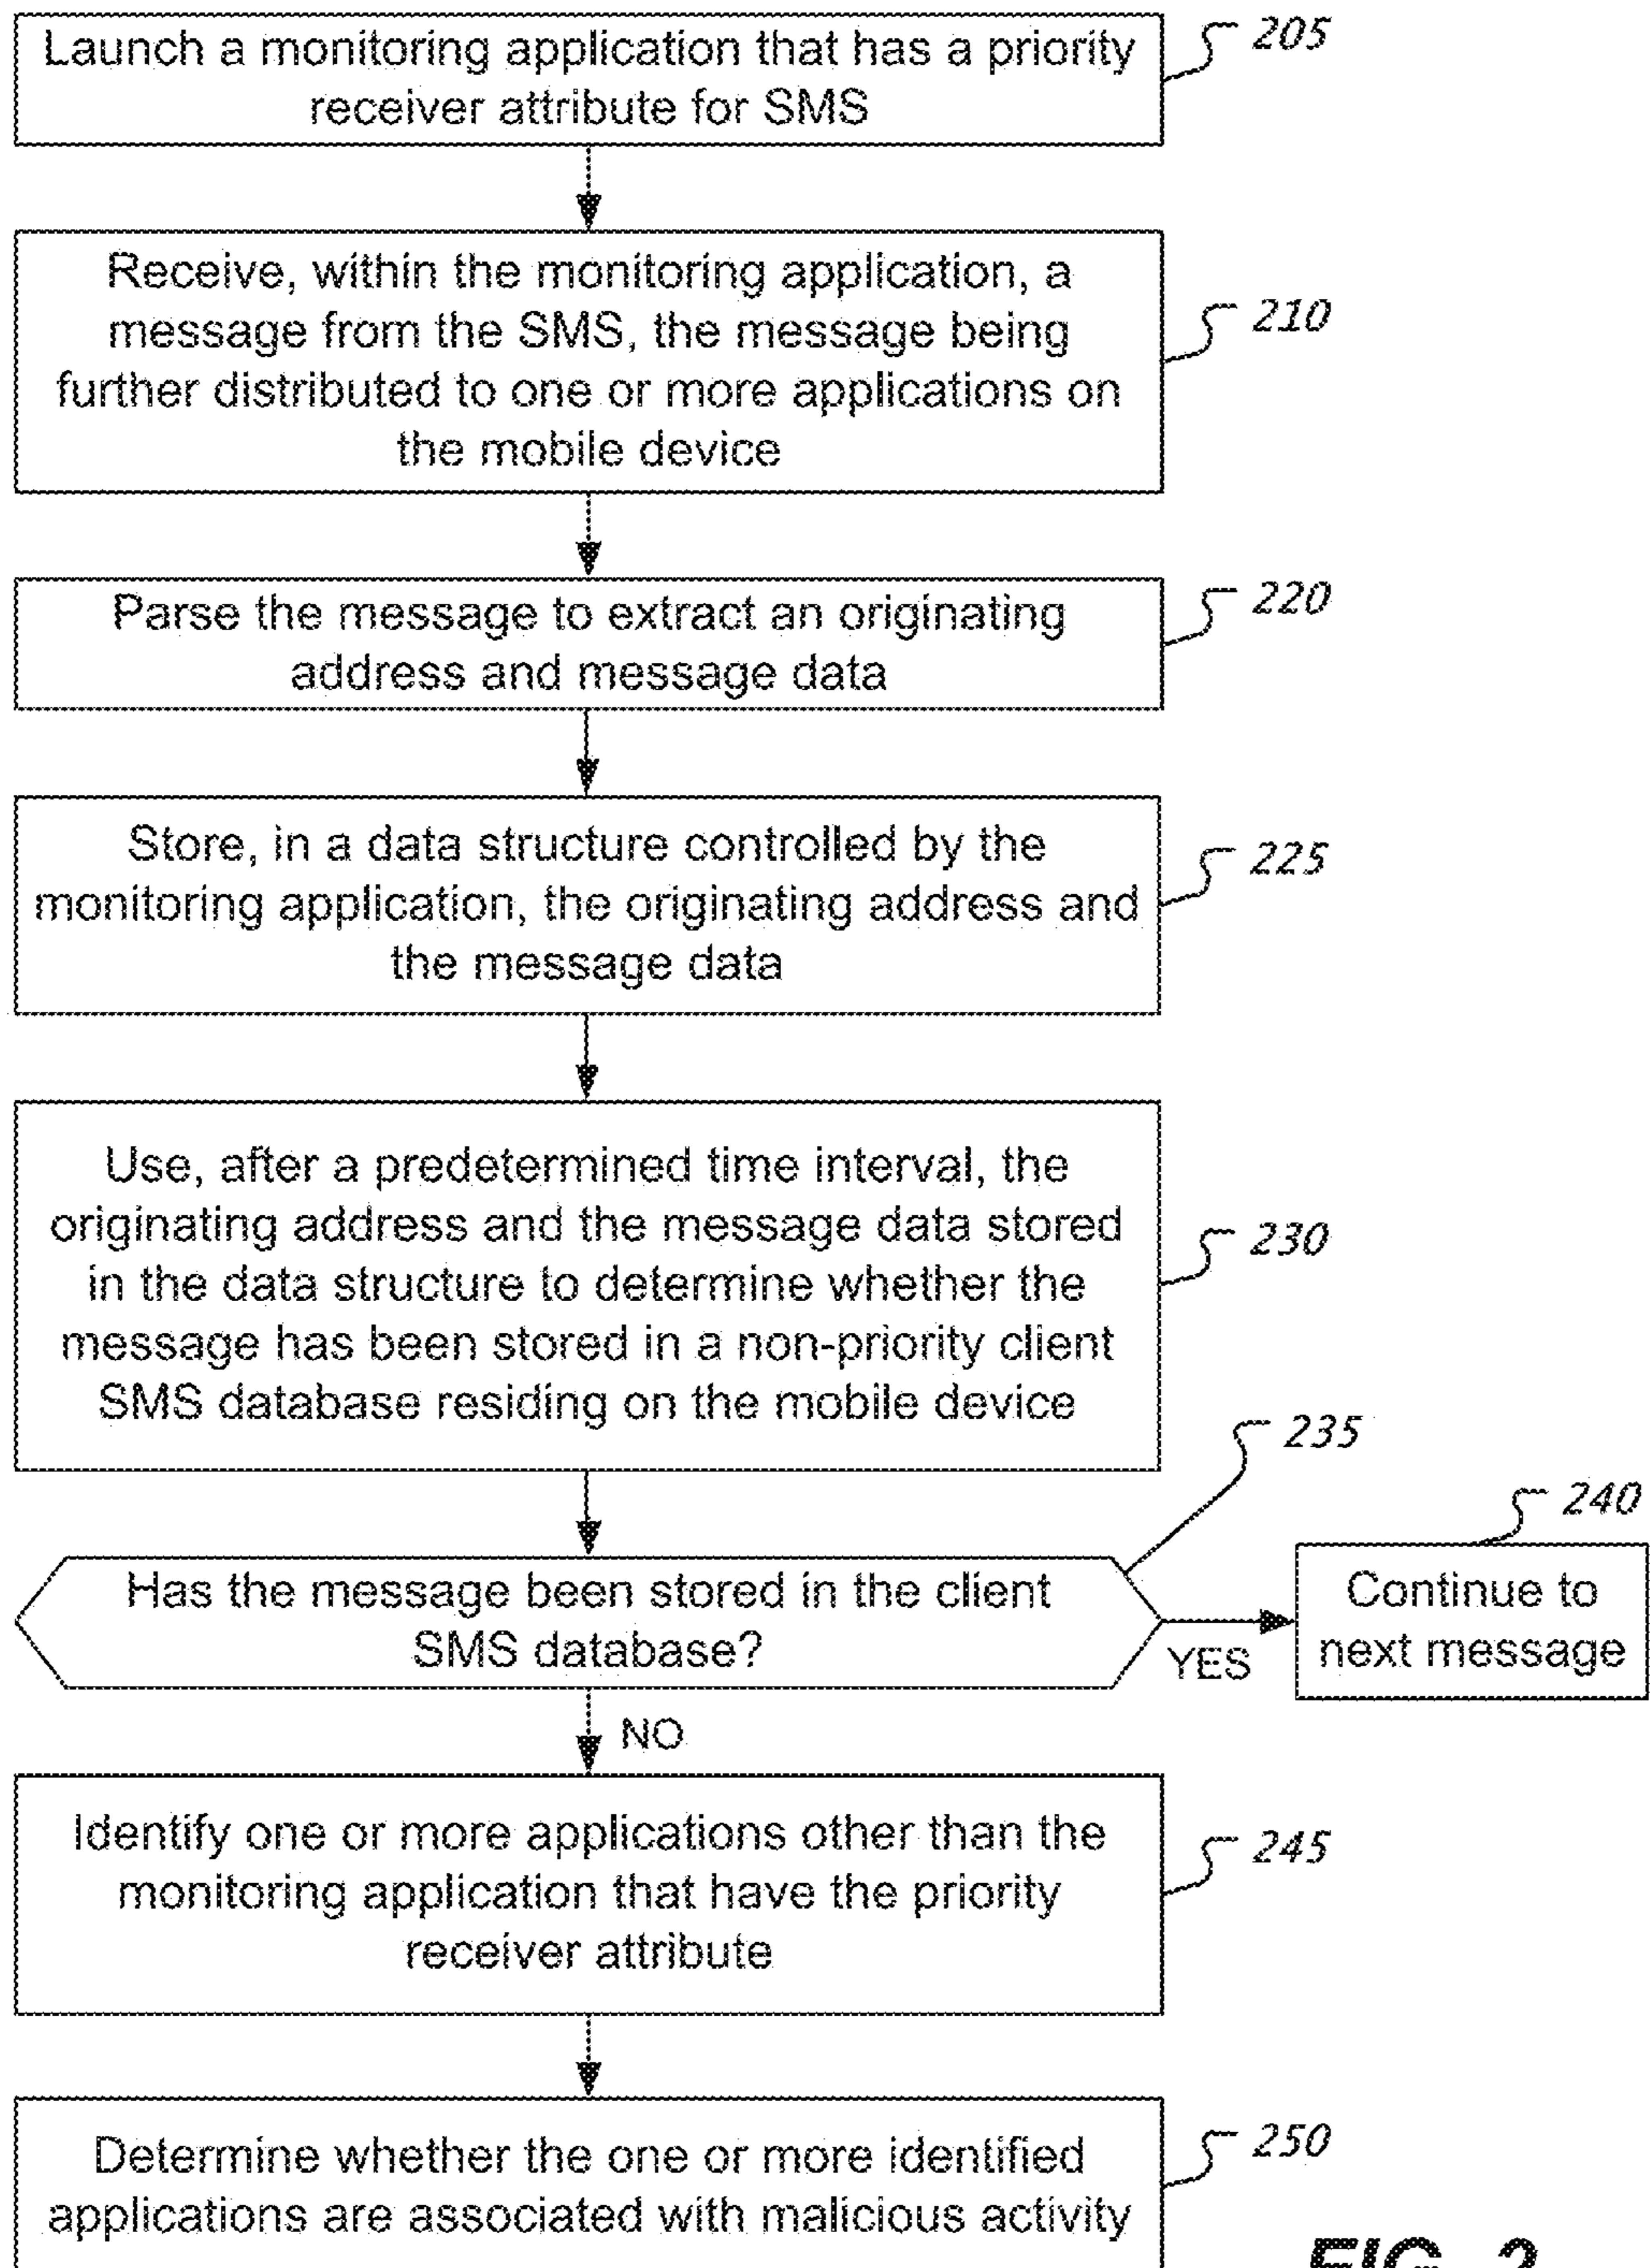 Launch a monitoring application that has a priority
receiver attribute for SMS
205
Receive, within the monitoring application, a
message from the SMS, the message being
further distributed to one or more applications on
the mobile device
210
Parse the message to extract an originating
address and message data
220
Store, in a data structure controlled by the
monitoring application, the originating address and
the message data
225
Use, after a predetermined time interval, the
originating address and the message data stored
in the data structure to determine whether the
message has been stored in a non-priority client
SMS database residing on the mobile device
230
235
Has the message been stored in the client
SMS database?
YES
240
Continue to
next message
NO
Identify one or more applications other than the
monitoring application that have the priority
receiver attribute
245
Determine whether the one or more identified
applications are associated with malicious activity
250
FIG. 2